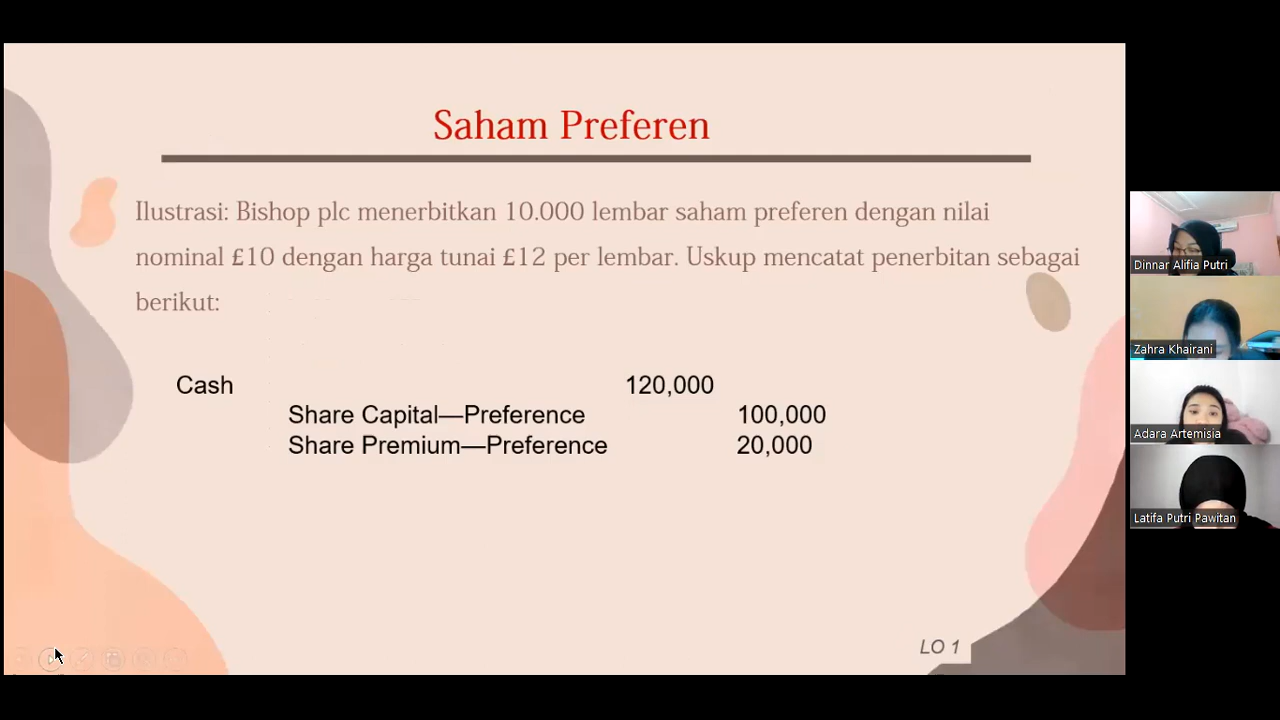 Saham Preferen
Ilustrasi: Bishop plc menerbitkan 10.000 lembar saham preferen dengan nilai
nominal £10 dengan harga tunai £12 per lembar. Uskup mencatat penerbitan sebagai
berikut:
Cash 120,000
Share Capital—Preference 100,000
Share Premium—Preference 20,000
LO 1
Dinnar Alifia Putri
Zahra Khairani
Adara Artemisia
Latifa Putri Pawitan